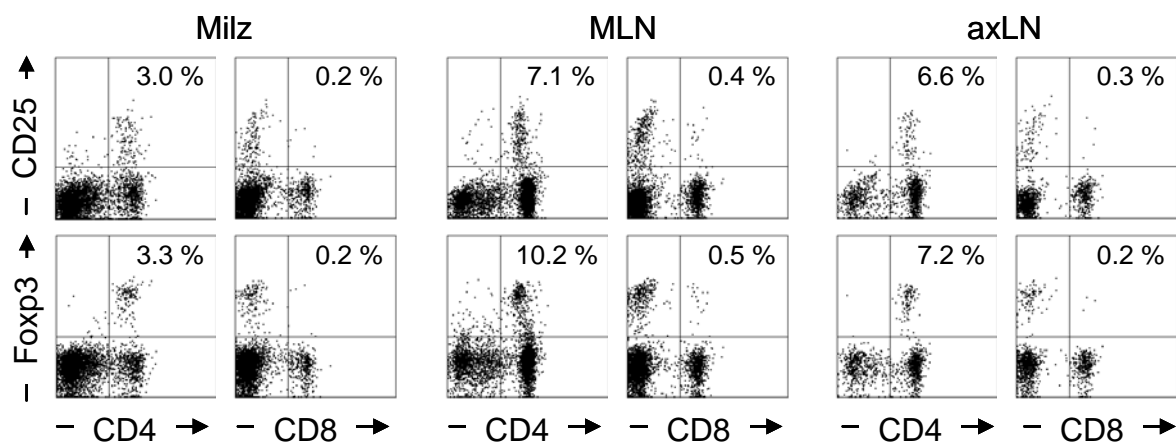 Milz MLN axLN
CD25
3.0 % 0.2 % 7.1 % 0.4 % 6.6 % 0.3 %
Foxp3
3.3 % 0.2 % 10.2 % 0.5 % 7.2 % 0.2 %
CD4 CD8 CD4 CD8 CD4 CD8